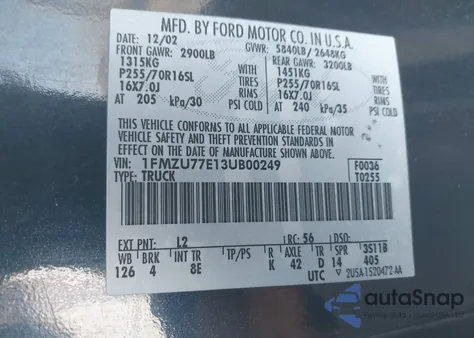 MFD. BY FORD MOTOR CO. IN U.S.A.
DATE: 12/02 GVWR: 5840LB/ 2648KG
FRONT GAWR: 2900LB REAR GAWR: 3200LB
1315KG 1451KG
P255/70R16SL TIRES P255/70R16SL
16X7.0J RIMS 16X7.0J
AT 205 kPa/30 PSI COLD AT 240 kPa/35 PSI COLD
THIS VEHICLE CONFORMS TO ALL APPLICABLE FEDERAL MOTOR
VEHICLE SAFETY AND THEFT PREVENTION STANDARDS IN
EFFECT ON THE DATE OF MANUFACTURE SHOWN ABOVE.
VIN: 1FMZU77E13UB00249 F0036
TYPE: TRUCK T0255
EXT PNT: L2 RC: 56 DSO:
WB BRK INT TR TP/PS R AXLE TR SPR 3S11B
126 4 8E K 42 D 14 405
UTC 2USA-1520472-AA
autoSnap